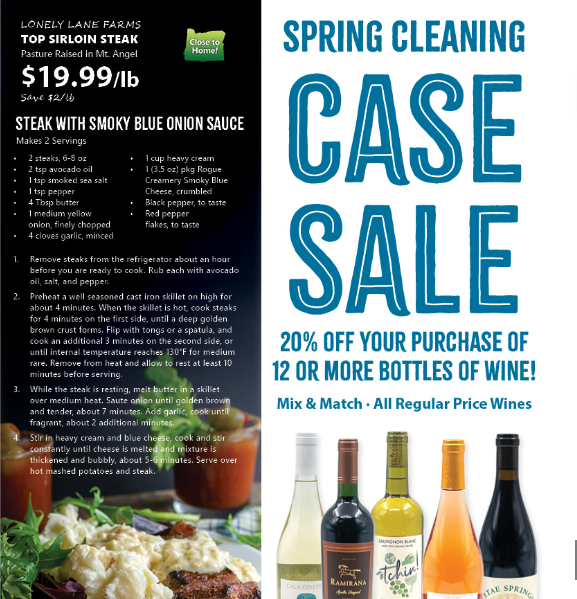 LONELY LANE FARMS
TOP SIRLOIN STEAK
Pasture Raised in Mt. Angel
$19.99/lb
Save $2/lb
Close to
Home!
STEAK WITH SMOKY BLUE ONION SAUCE
Makes 2 Servings
• 2 steaks, 6-8 oz
• 2 tsp avocado oil
• 1 tsp smoked sea salt
• 1 tsp pepper
• 4 Tbsp butter
• 1 medium yellow
onion, finely chopped
• 4 cloves garlic, minced
• 1 cup heavy cream
• 1 (3.5 oz) pkg Rogue
Creamery Smoky Blue
Cheese, crumbled
• Black pepper, to taste
• Red pepper
flakes, to taste
1. Remove steaks from the refrigerator about an hour
before you are ready to cook. Rub each with avocado
oil, salt, and pepper.
2. Preheat a well seasoned cast iron skillet on high for
about 4 minutes. When the skillet is hot, cook steaks
for 4 minutes on the first side, until a deep golden
brown crust forms. Flip with tongs or a spatula, and
cook an additional 3 minutes on the second side, or
until internal temperature reaches 130°F for medium
rare. Remove from heat and allow to rest at least 10
minutes before serving.
3. While the steak is resting, melt butter in a skillet
over medium heat. Saute onion until golden brown
and tender, about 7 minutes. Add garlic, cook until
fragrant, about 2 additional minutes.
4. Stir in heavy cream and blue cheese, cook and stir
constantly until cheese is melted and mixture is
thickened and bubbly, about 5-6 minutes. Serve over
hot mashed potatoes and steak.
SPRING CLEANING
CASE
SALE
20% OFF YOUR PURCHASE OF
12 OR MORE BOTTLES OF WINE!
Mix & Match · All Regular Price Wines
RAMIRANA
SAUVIGNON BLANC